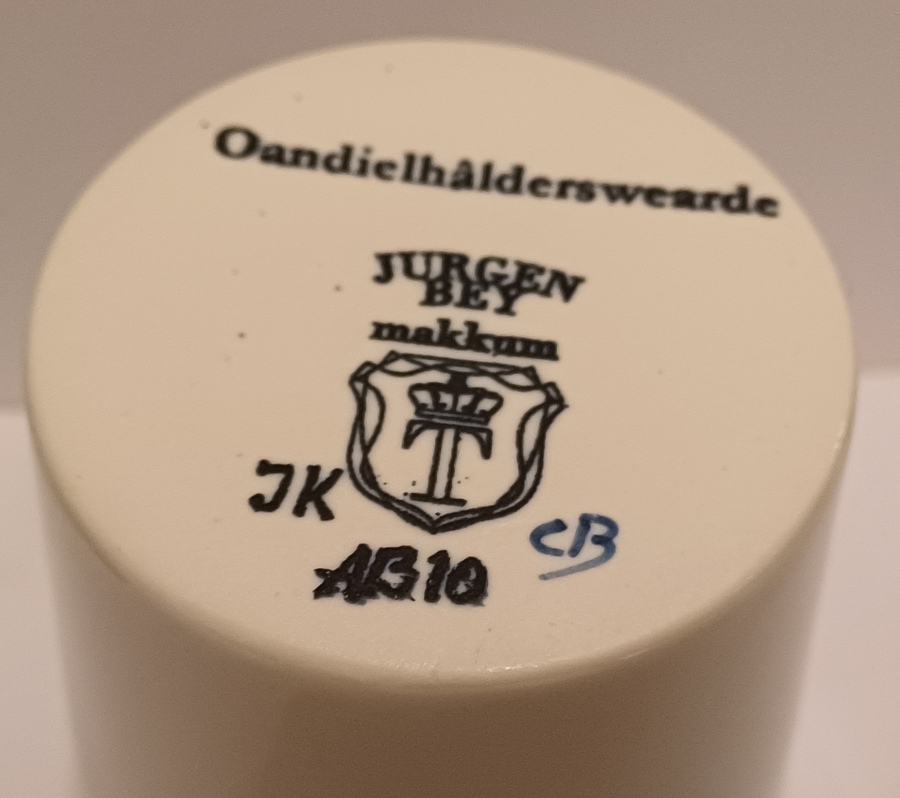 Oandielhâlderswearde
JURGEN
BEY
makkum
T
JK
CB
AB10